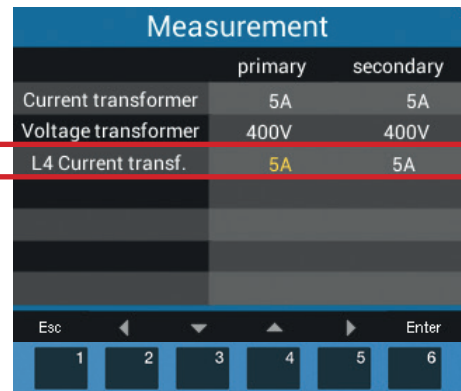 Measurement
primary secondary
Current transformer 5A 5A
Voltage transformer 400V 400V
L4 Current transf. 5A 5A
Esc Enter
1 2 3 4 5 6